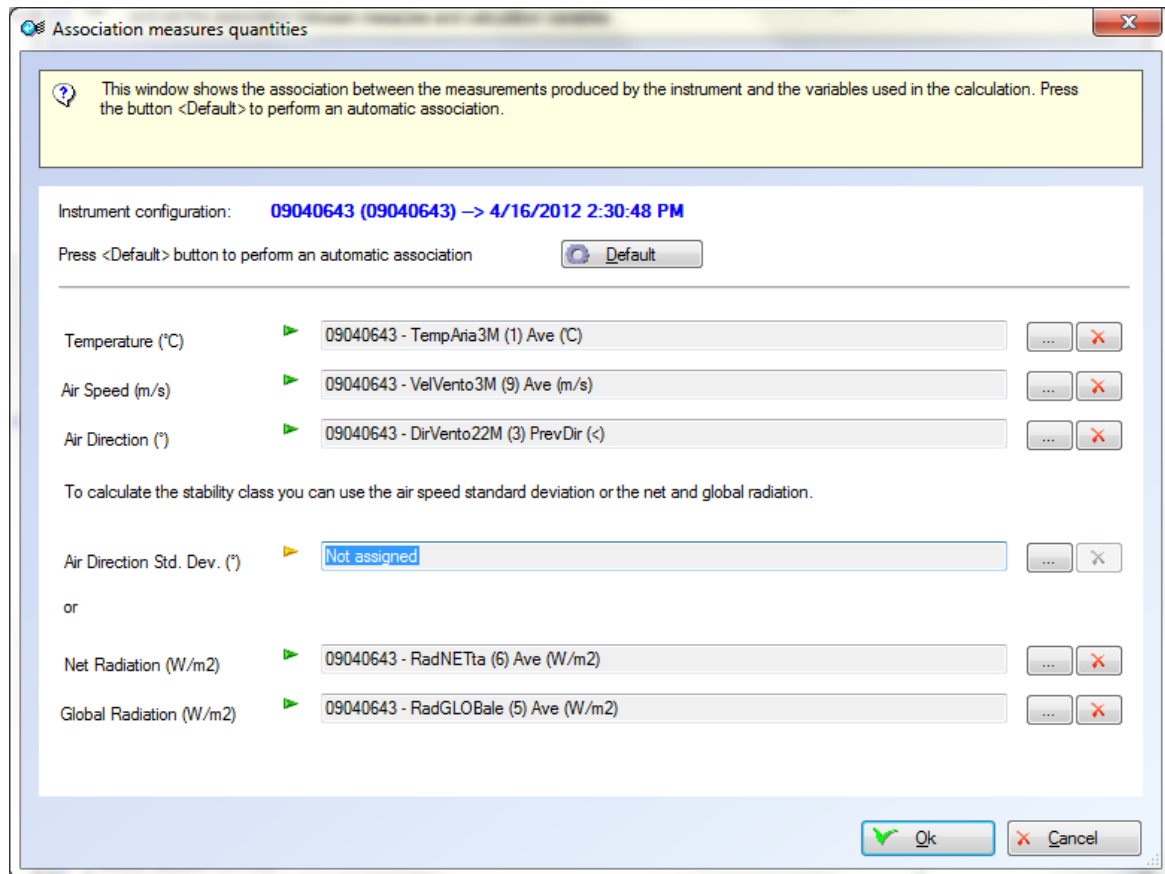 Association measures quantities
This window shows the association between the measurements produced by the instrument and the variables used in the calculation. Press
the button <Default> to perform an automatic association.
Instrument configuration: 09040643 (09040643) --> 4/16/2012 2:30:48 PM
Press <Default> button to perform an automatic association Default
Temperature (°C) 09040643 - TempAria3M (1) Ave (°C) ...
Air Speed (m/s) 09040643 - VelVento3M (9) Ave (m/s) ...
Air Direction (°) 09040643 - DirVento22M (3) PrevDir (<) ...
To calculate the stability class you can use the air speed standard deviation or the net and global radiation.
Air Direction Std. Dev. (°) Not assigned ...
or
Net Radiation (W/m2) 09040643 - RadNETta (6) Ave (W/m2) ...
Global Radiation (W/m2) 09040643 - RadGLOBale (5) Ave (W/m2) ...
Ok Cancel